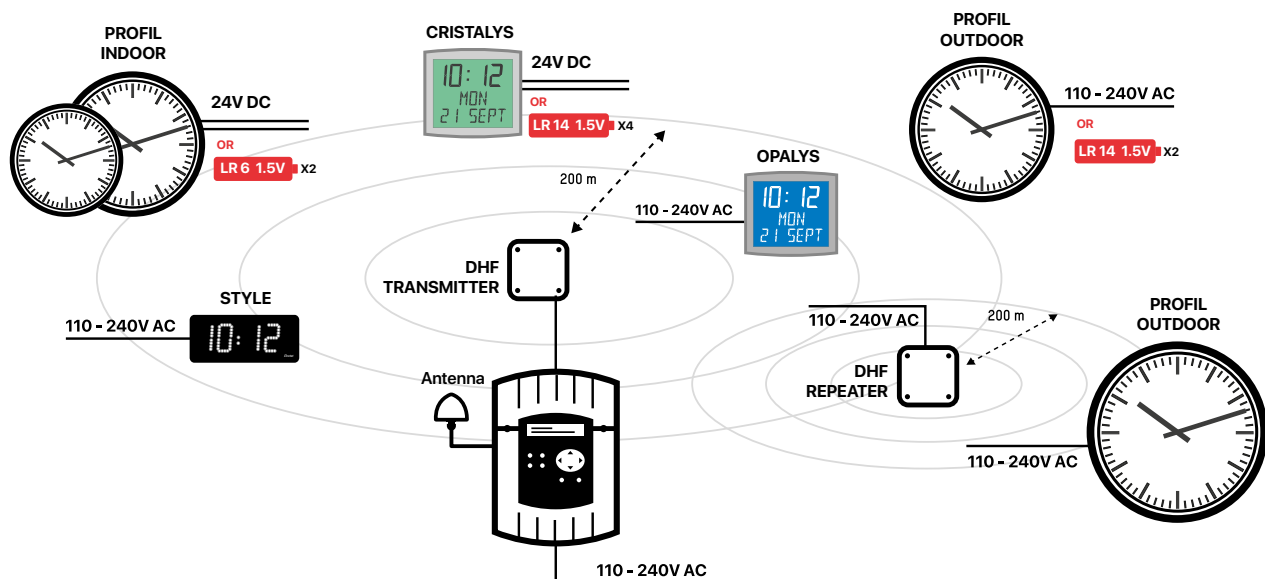 PROFIL
INDOOR
24V DC
OR
LR 6 1.5V X2
CRISTALYS
10:12
MON
21 SEPT
24V DC
OR
LR 14 1.5V X4
PROFIL
OUTDOOR
110 - 240V AC
OR
LR 14 1.5V X2
200 m
OPALYS
110 - 240V AC
10:12
MON
21 SEPT
DHF
TRANSMITTER
STYLE
110 - 240V AC
10:12
110 - 240V AC
200 m
DHF
REPEATER
PROFIL
OUTDOOR
110 - 240V AC
Antenna
110 - 240V AC